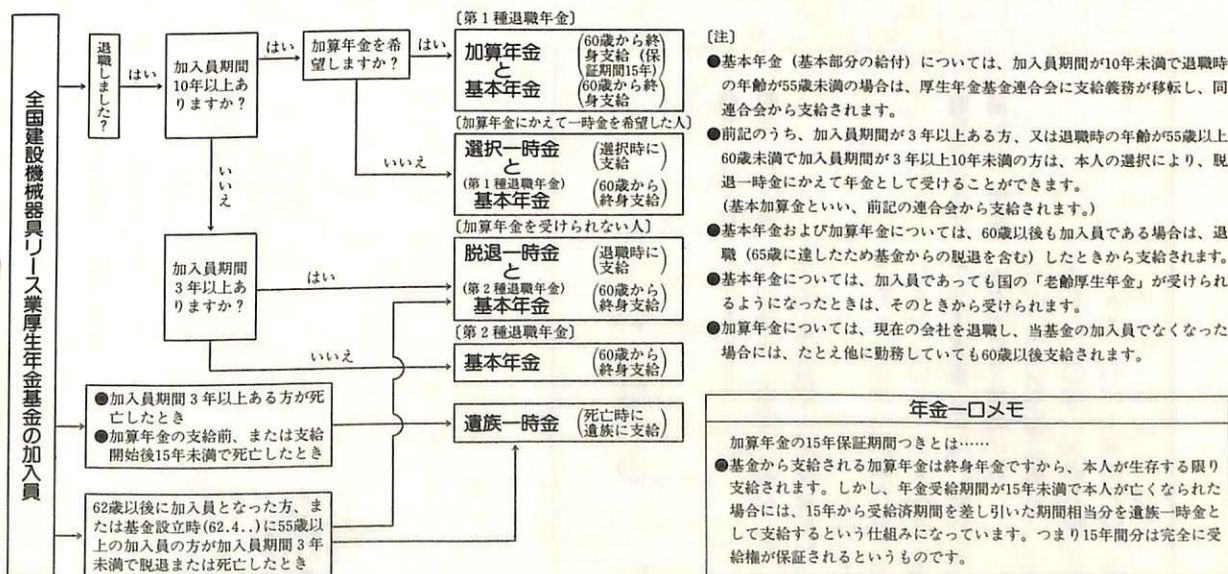 全国建設機械器具リース業厚生年金基金の加入員
退職しました？
はい
加入員期間
10年以上あ
りますか？
はい
加算年金を希
望しますか？
はい
〔第１種退職年金〕
加算年金
(60歳から終
身支給（保
証期間15年）)
と
基本年金
(60歳から終
身支給)
いいえ
〔加算年金にかえて一時金を希望した人〕
選択一時金
(選択時に
支給)
と
(第１種退職年金)
基本年金
(60歳から
終身支給)
いいえ
加入員期間
３年以上あ
りますか？
はい
〔加算年金を受けられない人〕
脱退一時金
(退職時に
支給)
と
(第２種退職年金)
基本年金
(60歳から
終身支給)
いいえ
〔第２種退職年金〕
基本年金
(60歳から
終身支給)
●加入員期間３年以上ある方が死
亡したとき
●加算年金の支給前、または支給
開始後15年未満で死亡したとき
遺族一時金
(死亡時に
遺族に支給)
62歳以後に加入員となった方、ま
たは基金設立時(62.4..)に55歳以
上の加入員の方が加入員期間３年
未満で脱退または死亡したとき
〔注〕
●基本年金（基本部分の給付）については、加入員期間が10年未満で退職時
の年齢が55歳未満の場合は、厚生年金基金連合会に支給義務が移転し、同
連合会から支給されます。
●前記のうち、加入員期間が３年以上ある方、又は退職時の年齢が55歳以上
60歳未満で加入員期間が３年以上10年未満の方は、本人の選択により、脱
退一時金にかえて年金として受けることができます。
(基本加算金といい、前記の連合会から支給されます。)
●基本年金および加算年金については、60歳以後も加入員である場合は、退
職（65歳に達したため基金からの脱退を含む）したときから支給されます。
●基本年金については、加入員であっても国の「老齢厚生年金」が受けられ
るようになったときは、そのときから受けられます。
●加算年金については、現在の会社を退職し、当基金の加入員でなくなった
場合には、たとえ他に勤務していても60歳以後支給されます。
年金一口メモ
加算年金の15年保証期間つきとは……
●基金から支給される加算年金は終身年金ですから、本人が生存する限り
支給されます。しかし、年金受給期間が15年未満で本人が亡くなられた
場合には、15年から受給済期間を差し引いた期間相当分を遺族一時金と
して支給するという仕組みになっています。つまり15年間分は完全に受
給権が保証されるというものです。